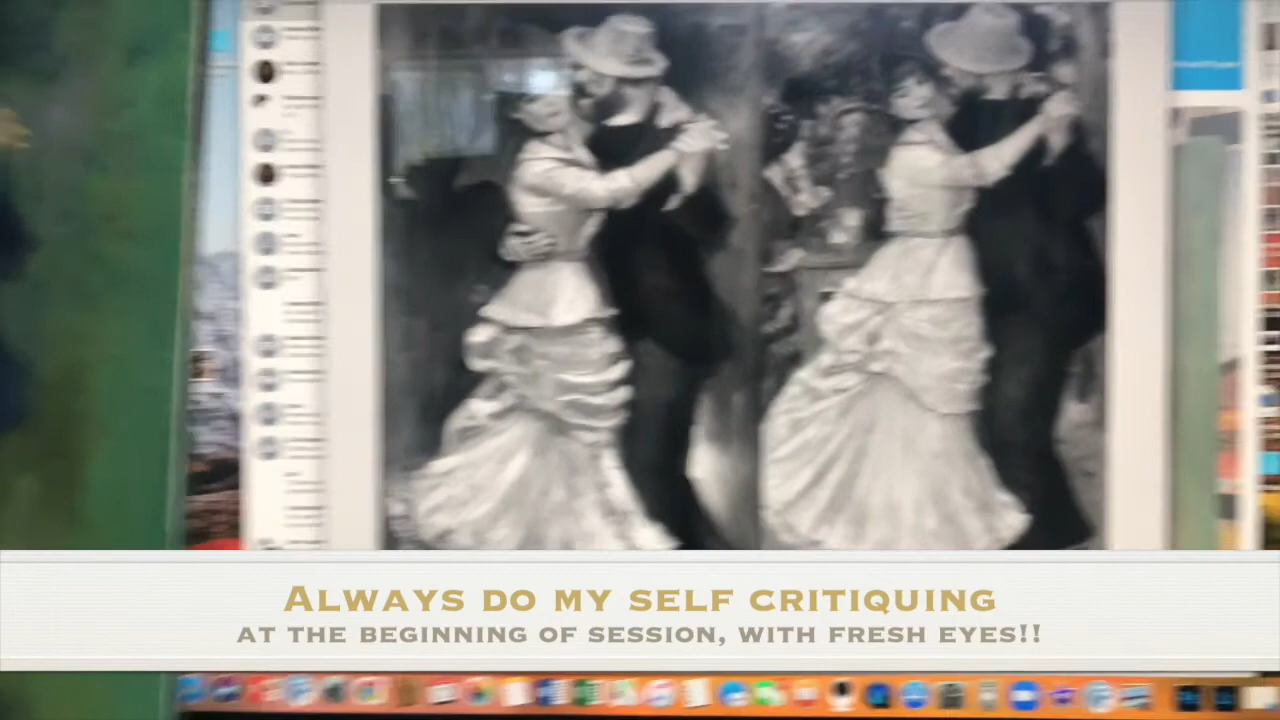 Always do my self critiquing
at the beginning of session, with fresh eyes!!